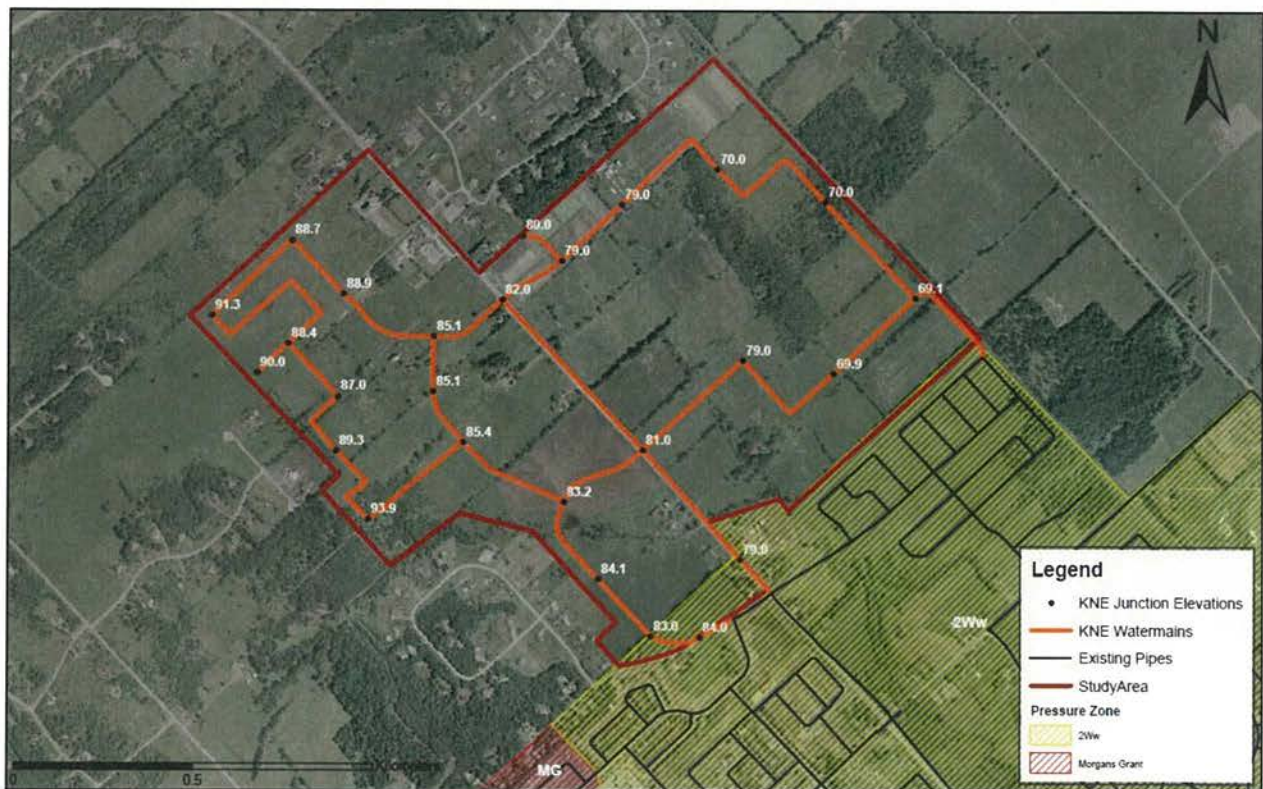 N
70.0
79.0
70.0
80.0
88.7
79.0
88.9
82.0
69.1
91.3
85.1
88.4
79.0
69.9
90.0
85.1
87.0
85.4
81.0
89.3
83.2
93.9
79.0
84.1
83.0
84.0
2Ww
MG
0
0.5
Legend
KNE Junction Elevations
KNE Watermains
Existing Pipes
StudyArea
Pressure Zone
2Ww
Morgans Grant